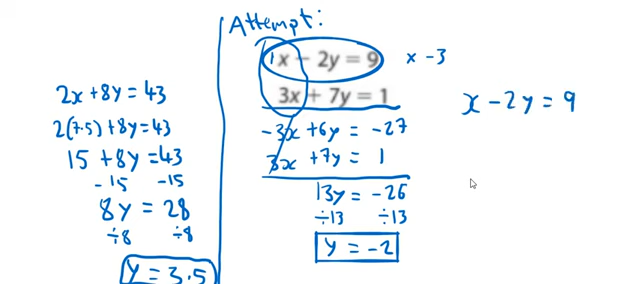 2x + 8y = 43
2(7.5) + 8y = 43
15 + 8y = 43
-15 -15
8y = 28
÷8 ÷8
y = 3.5
Attempt:
1x - 2y = 9 x -3
3x + 7y = 1
-3x + 6y = -27
3x + 7y = 1
13y = -26
÷13 ÷13
y = -2
x - 2y = 9